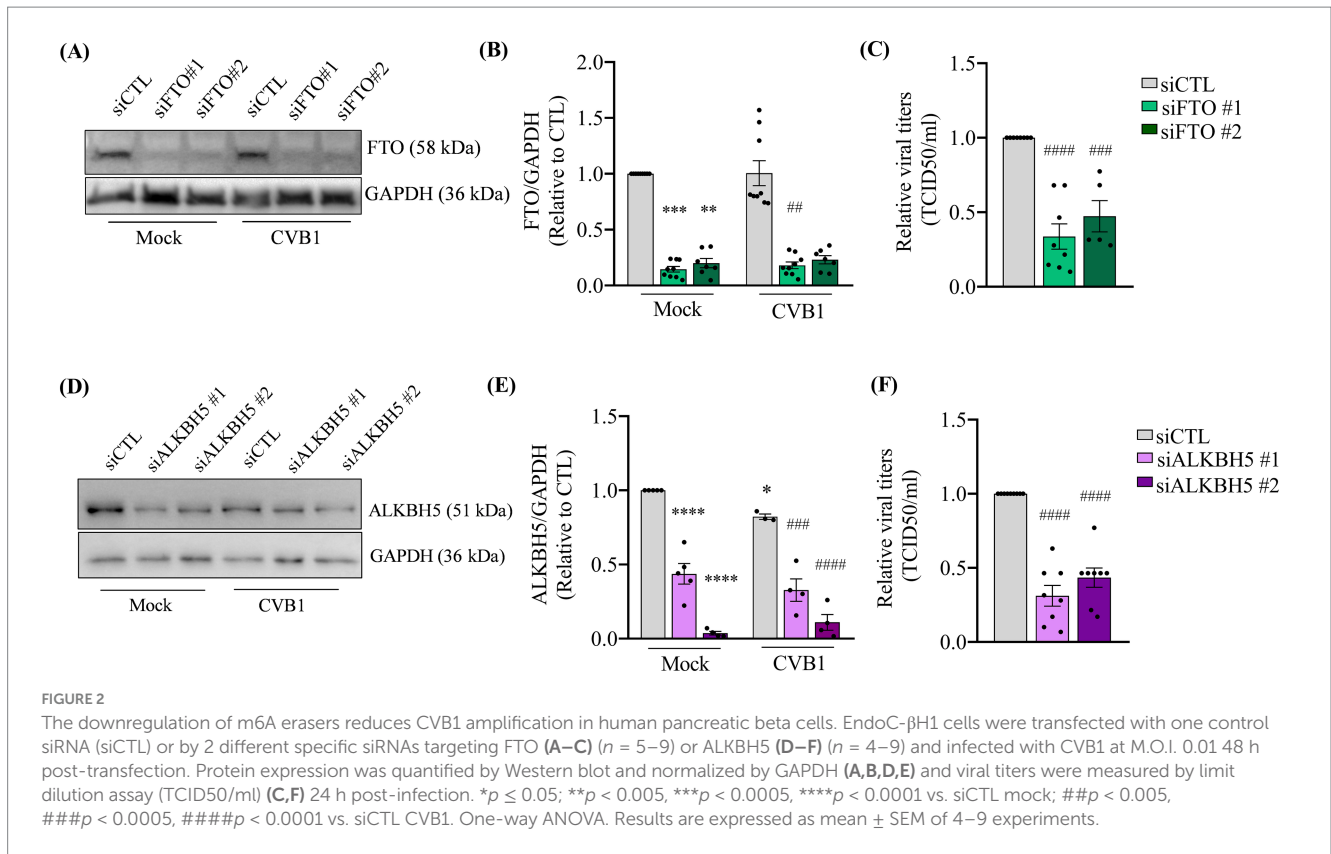 (A)
siCTL
siFTO#1
siFTO#2
siCTL
siFTO#1
siFTO#2
FTO (58 kDa)
GAPDH (36 kDa)
Mock
CVB1
(B)
FTO/GAPDH
(Relative to CTL)
2.0
1.5
1.0
0.5
0.0
***
**
##
Mock
CVB1
(C)
Relative viral titers
(TCID50/ml)
1.5
1.0
0.5
0.0
####
###
siCTL
siFTO #1
siFTO #2
(D)
siCTL
siALKBH5 #1
siALKBH5 #2
siCTL
siALKBH5 #1
siALKBH5 #2
ALKBH5 (51 kDa)
GAPDH (36 kDa)
Mock
CVB1
(E)
ALKBH5/GAPDH
(Relative to CTL)
1.5
1.0
0.5
0.0
****
****
*
###
####
Mock
CVB1
(F)
Relative viral titers
(TCID50/ml)
1.5
1.0
0.5
0.0
####
####
siCTL
siALKBH5 #1
siALKBH5 #2
FIGURE 2
The downregulation of m6A erasers reduces CVB1 amplification in human pancreatic beta cells. EndoC-βH1 cells were transfected with one control
siRNA (siCTL) or by 2 different specific siRNAs targeting FTO (A–C) (n = 5–9) or ALKBH5 (D–F) (n = 4–9) and infected with CVB1 at M.O.I. 0.01 48 h
post-transfection. Protein expression was quantified by Western blot and normalized by GAPDH (A,B,D,E) and viral titers were measured by limit
dilution assay (TCID50/ml) (C,F) 24 h post-infection. *p ≤ 0.05; **p < 0.005, ***p < 0.0005, ****p < 0.0001 vs. siCTL mock; ##p < 0.005,
###p < 0.0005, ####p < 0.0001 vs. siCTL CVB1. One-way ANOVA. Results are expressed as mean ± SEM of 4–9 experiments.